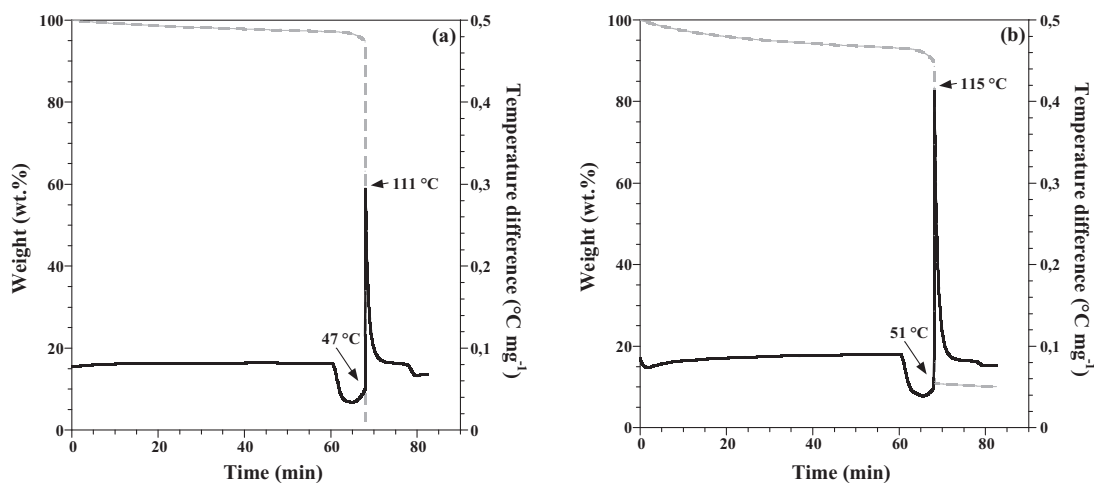 (a)
100
80
60
40
20
0
0,5
0,4
0,3
0,2
0,1
0
111 °C
47 °C
0 20 40 60 80
Weight (wt.%)
Temperature difference (°C mg-1)
Time (min)
(b)
100
80
60
40
20
0
0,5
0,4
0,3
0,2
0,1
0
115 °C
51 °C
0 20 40 60 80
Weight (wt.%)
Temperature difference (°C mg-1)
Time (min)